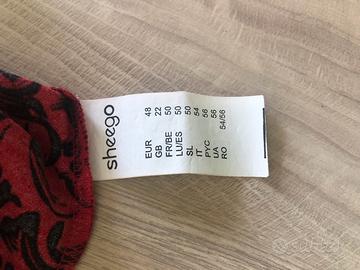 sheego
EUR 48
GB 22
FR/BE 50
LU/ES 50
SL 50
IT 54
РУС 56
UA 56
RO 54/56